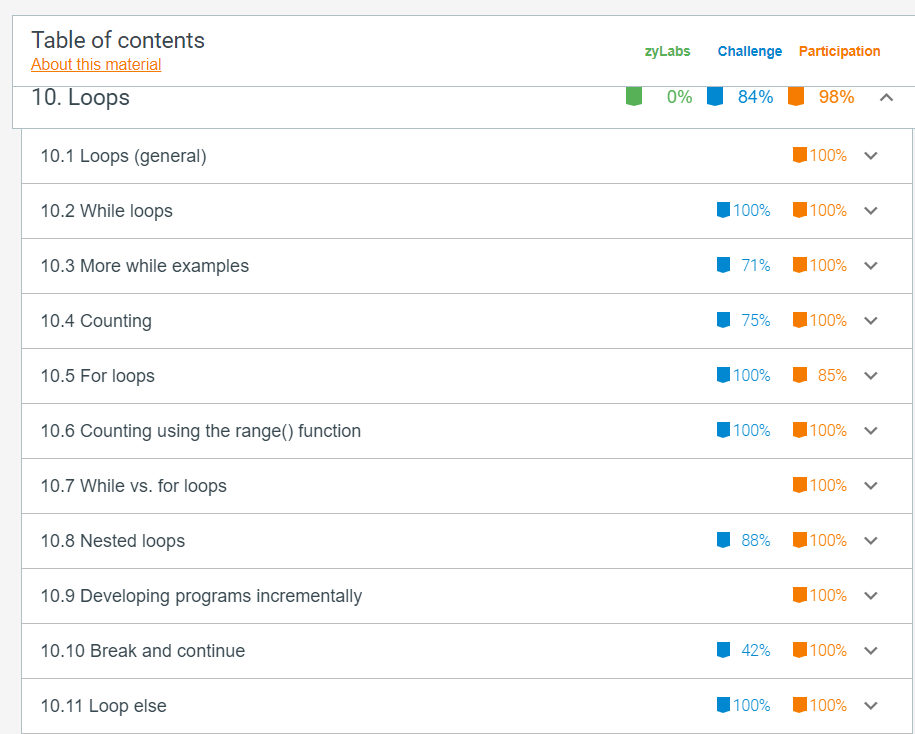 Table of contents
zyLabs Challenge Participation
About this material
10. Loops 0% 84% 98%
10.1 Loops (general) 100%
10.2 While loops 100% 100%
10.3 More while examples 71% 100%
10.4 Counting 75% 100%
10.5 For loops 100% 85%
10.6 Counting using the range() function 100% 100%
10.7 While vs. for loops 100%
10.8 Nested loops 88% 100%
10.9 Developing programs incrementally 100%
10.10 Break and continue 42% 100%
10.11 Loop else 100% 100%